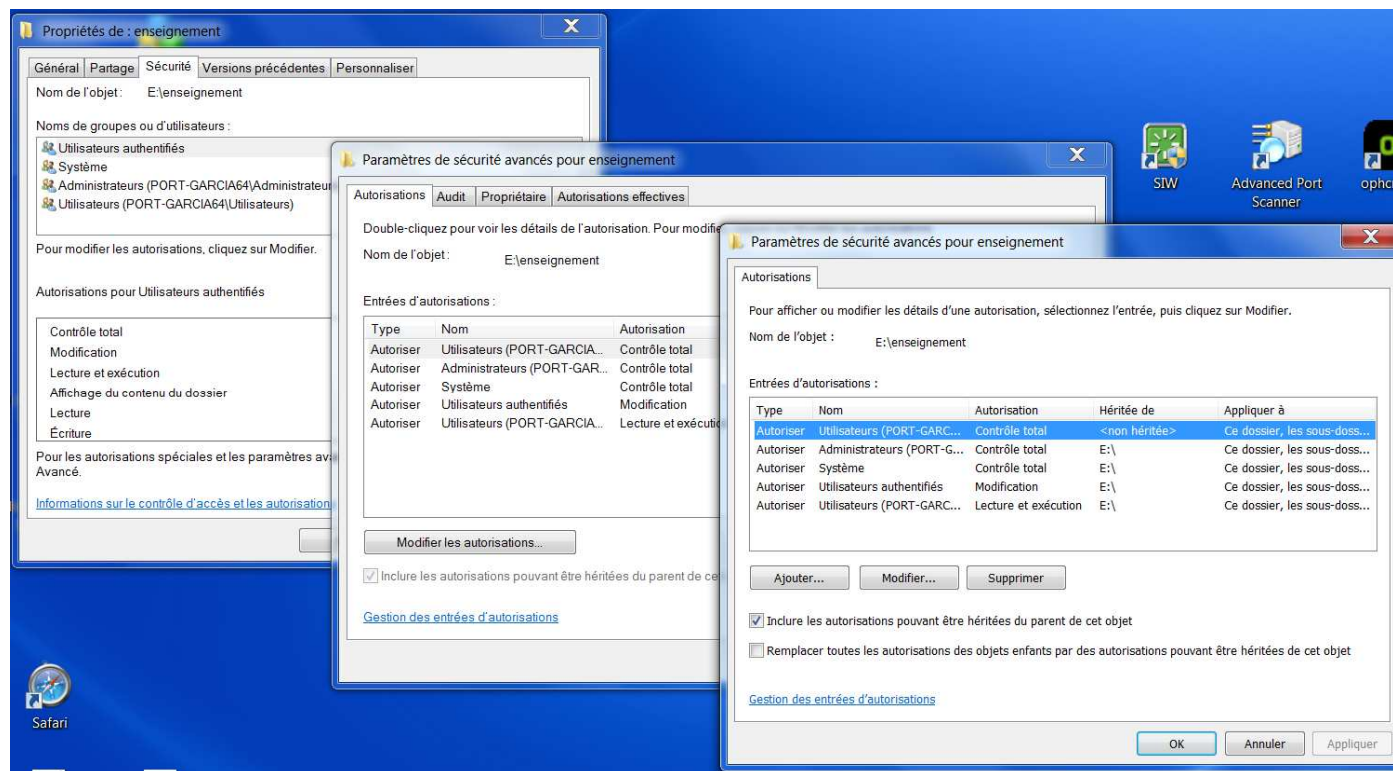 Propriétés de : enseignement
Général Partage Sécurité Versions précédentes Personnaliser
Nom de l'objet : E:\enseignement
Noms de groupes ou d'utilisateurs :
Utilisateurs authentifiés
Système
Administrateurs (PORT-GARCIA64\Administrateur
Utilisateurs (PORT-GARCIA64\Utilisateurs)
Pour modifier les autorisations, cliquez sur Modifier.
Autorisations pour Utilisateurs authentifiés
Contrôle total
Modification
Lecture et exécution
Affichage du contenu du dossier
Lecture
Écriture
Pour les autorisations spéciales et les paramètres
Avancé.
Informations sur le contrôle d'accès et les autorisation
Paramètres de sécurité avancés pour enseignement
Autorisations Audit Propriétaire Autorisations effectives
Double-cliquez pour voir les détails de l'autorisation. Pour modifie
Nom de l'objet : E:\enseignement
Entrées d'autorisations :
Type Nom Autorisation
Autoriser Utilisateurs (PORT-GARCIA... Contrôle total
Autoriser Administrateurs (PORT-GAR... Contrôle total
Autoriser Système Contrôle total
Autoriser Utilisateurs authentifiés Modification
Autoriser Utilisateurs (PORT-GARCIA... Lecture et exécutio
Modifier les autorisations...
Inclure les autorisations pouvant être héritées du parent de ce
Gestion des entrées d'autorisations
Paramètres de sécurité avancés pour enseignement
Autorisations
Pour afficher ou modifier les détails d'une autorisation, sélectionnez l'entrée, puis cliquez sur Modifier.
Nom de l'objet : E:\enseignement
Entrées d'autorisations :
Type Nom Autorisation Héritée de Appliquer à
Autoriser Utilisateurs (PORT-GARC... Contrôle total <non héritée> Ce dossier, les sous-doss...
Autoriser Administrateurs (PORT-G... Contrôle total E:\ Ce dossier, les sous-doss...
Autoriser Système Contrôle total E:\ Ce dossier, les sous-doss...
Autoriser Utilisateurs authentifiés Modification E:\ Ce dossier, les sous-doss...
Autoriser Utilisateurs (PORT-GARC... Lecture et exécution E:\ Ce dossier, les sous-doss...
Ajouter... Modifier... Supprimer
Inclure les autorisations pouvant être héritées du parent de cet objet
Remplacer toutes les autorisations des objets enfants par des autorisations pouvant être héritées de cet objet
Gestion des entrées d'autorisations
OK Annuler Appliquer
SIW
Advanced Port
Scanner
ophc
Safari